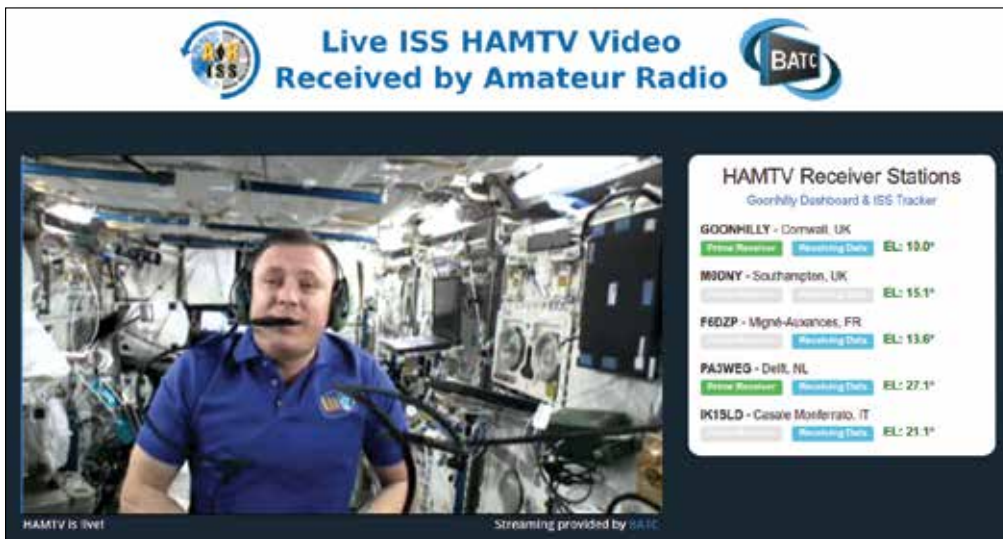 ARISS
Live ISS HAMTV Video
Received by Amateur Radio
BATC
HAMTV is live!
Streaming provided by BATC
HAMTV Receiver Stations
Goonhilly Dashboard & ISS Tracker
GOONHILLY - Cornwall, UK
Prime Receiver Receiving Data EL: 10.0°
M0DNY - Southampton, UK
EL: 15.1°
F6DZP - Migné-Auxances, FR
Receiving Data EL: 13.6°
PA3WEG - Delft, NL
Prime Receiver Receiving Data EL: 27.1°
IK1SLD - Casale Monferrato, IT
Receiving Data EL: 21.1°